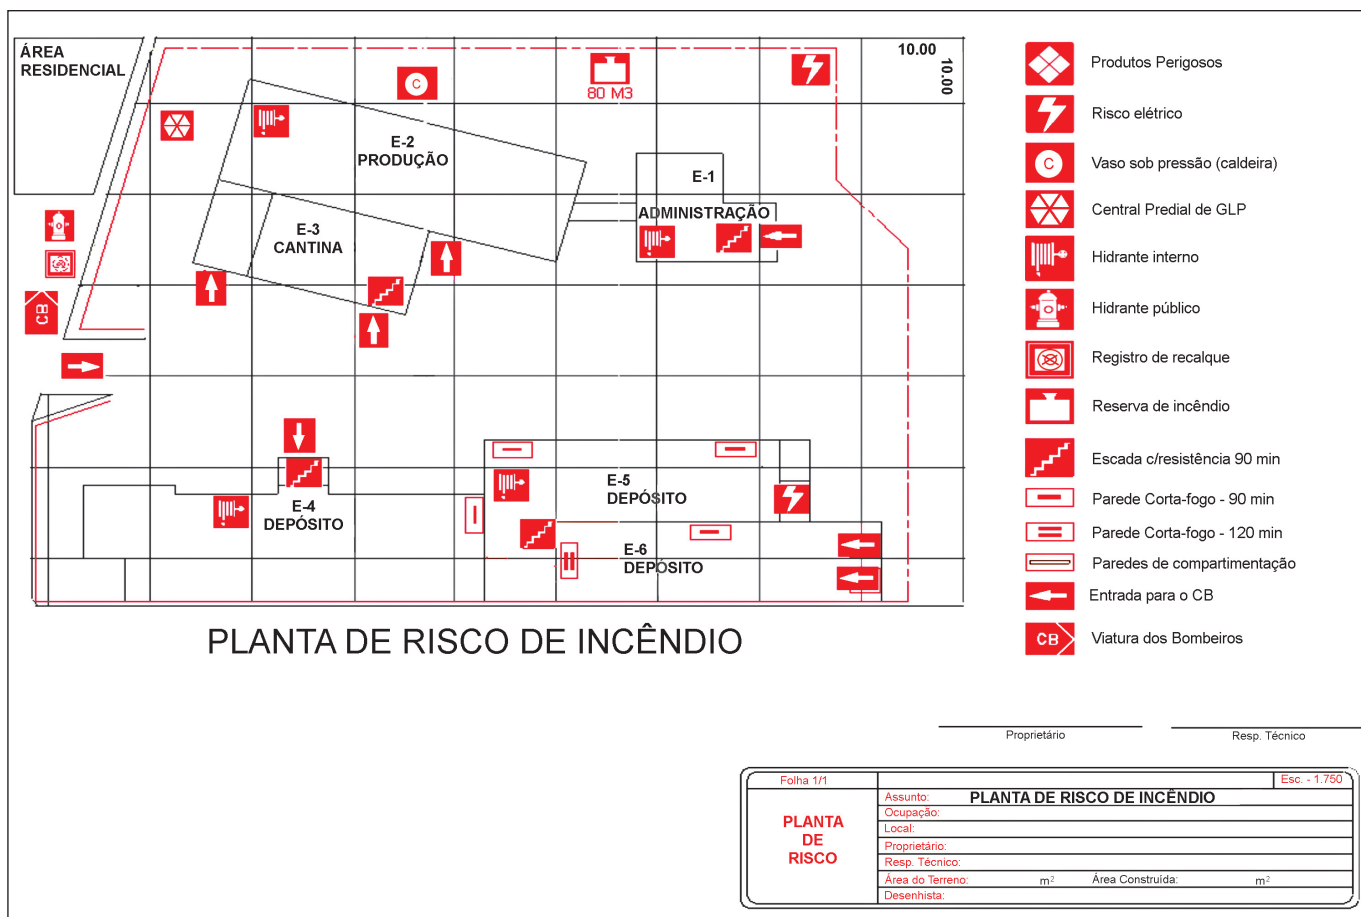 ÁREA
RESIDENCIAL
10.00
10.00
C
80 M3
E-2
PRODUÇÃO
E-1
ADMINISTRAÇÃO
E-3
CANTINA
CB
E-4
DEPÓSITO
E-5
DEPÓSITO
E-6
DEPÓSITO
PLANTA DE RISCO DE INCÊNDIO
Produtos Perigosos
Risco elétrico
C
Vaso sob pressão (caldeira)
Central Predial de GLP
Hidrante interno
Hidrante público
Registro de recalque
Reserva de incêndio
Escada c/resistência 90 min
Parede Corta-fogo - 90 min
Parede Corta-fogo - 120 min
Paredes de compartimentação
Entrada para o CB
CB
Viatura dos Bombeiros
Proprietário
Resp. Técnico
Folha 1/1
Esc. - 1.750
PLANTA
DE
RISCO
Assunto: PLANTA DE RISCO DE INCÊNDIO
Ocupação:
Local:
Proprietário:
Resp. Técnico:
Área do Terreno: m² Área Construída: m²
Desenhista: